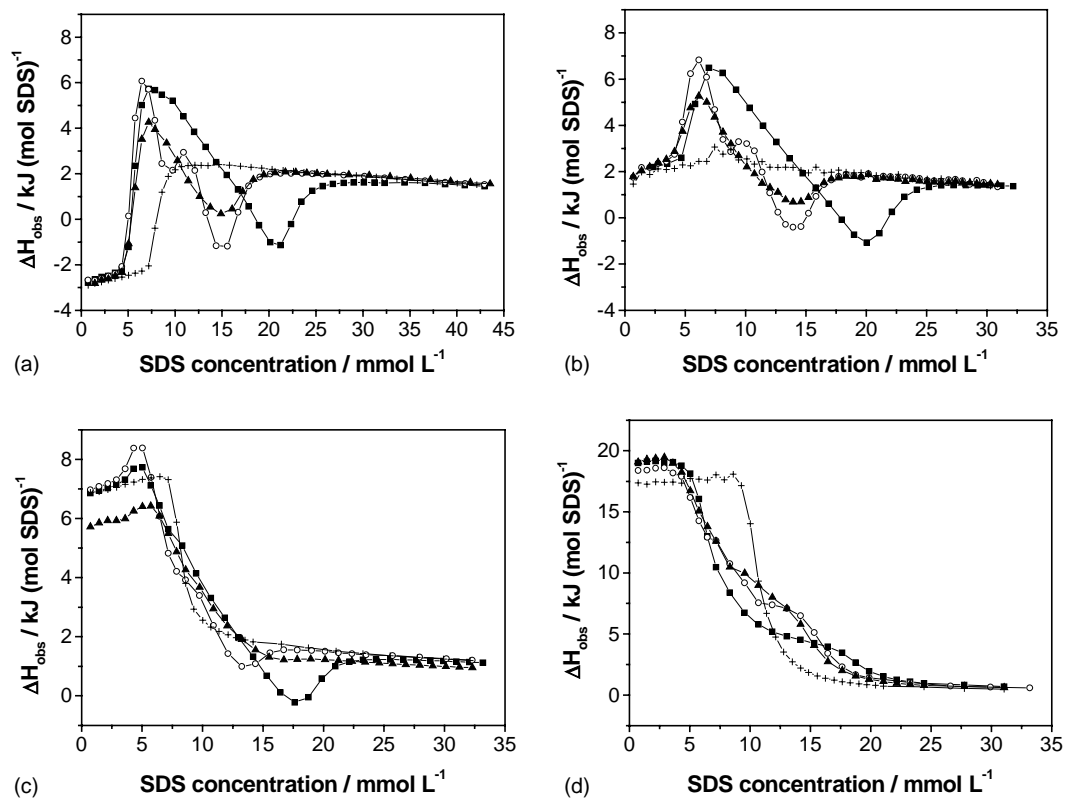 8
6
4
2
0
-2
-4
0 5 10 15 20 25 30 35 40 45
ΔH_obs / kJ (mol SDS)^-1
SDS concentration / mmol L^-1
(a)
8
6
4
2
0
-2
-4
0 5 10 15 20 25 30 35
ΔH_obs / kJ (mol SDS)^-1
SDS concentration / mmol L^-1
(b)
8
6
4
2
0
0 5 10 15 20 25 30 35
ΔH_obs / kJ (mol SDS)^-1
SDS concentration / mmol L^-1
(c)
20
15
10
5
0
0 5 10 15 20 25 30 35
ΔH_obs / kJ (mol SDS)^-1
SDS concentration / mmol L^-1
(d)